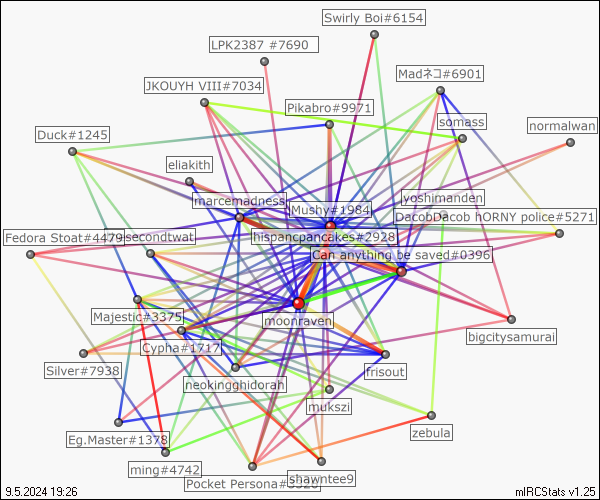 Swirly Boi#6154
LPK2387 #7690
Madネコ#6901
JKOUYH VIII#7034
Pikabro#9971
somass
normalwan
Duck#1245
eliakith
marcemadness
yoshimanden
Mushy#1984
DacobDacob hORNY police#5271
Fedora Stoat#4479
secondtwat
hispancpancakes#2928
Can anything be saved#0396
Majestic#3375
moonraven
bigcitysamurai
Cypha#1717
Silver#7938
frisout
neokingghidorah
mukszi
zebula
Eg.Master#1378
ming#4742
shawntee9
Pocket Persona
9.5.2024 19:26
mIRCStats v1.25